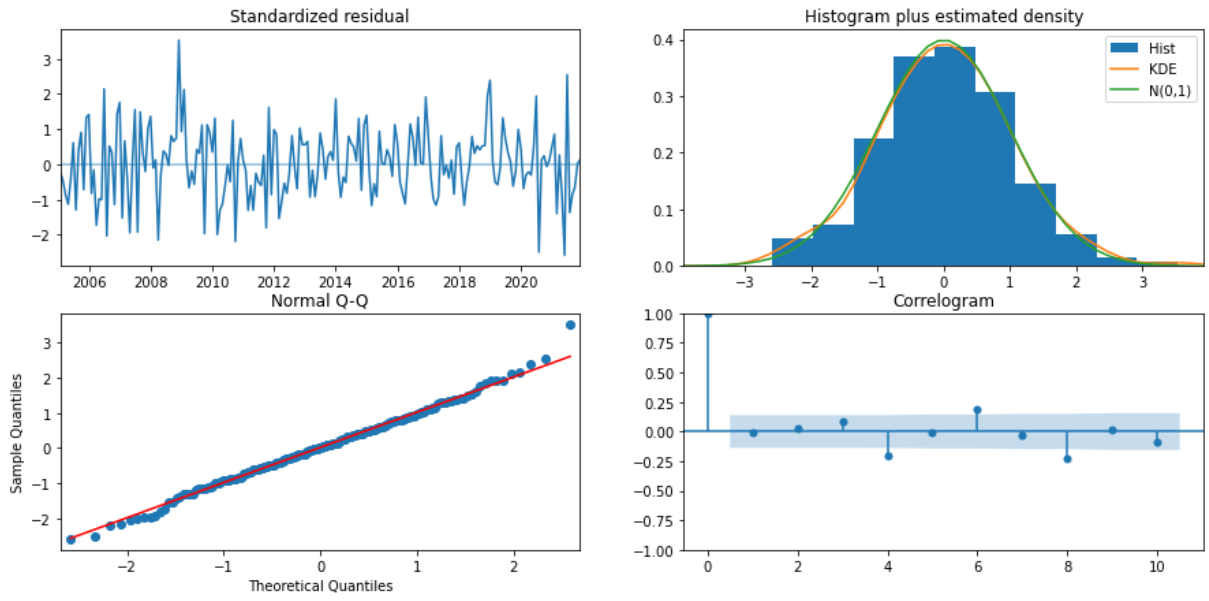 Standardized residual
3
2
1
0
−1
−2
2006 2008 2010 2012 2014 2016 2018 2020
Histogram plus estimated density
0.4
0.3
0.2
0.1
0.0
Hist
KDE
N(0,1)
−3 −2 −1 0 1 2 3
Normal Q-Q
Sample Quantiles
3
2
1
0
−1
−2
−2 −1 0 1 2
Theoretical Quantiles
Correlogram
1.00
0.75
0.50
0.25
0.00
−0.25
−0.50
−0.75
−1.00
0 2 4 6 8 10